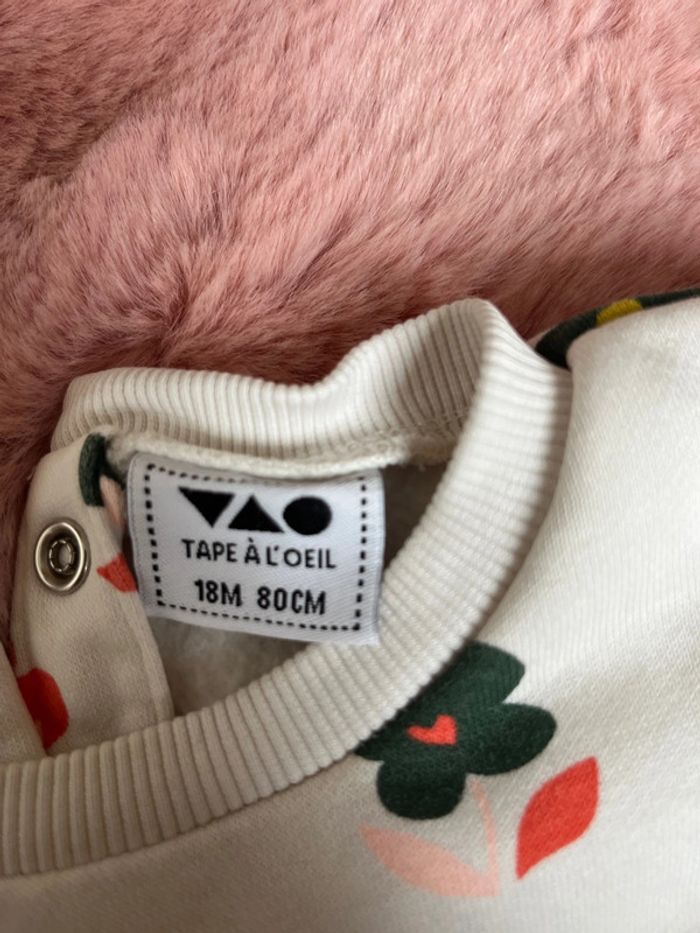 TAPE À L'OEIL
18M 80CM